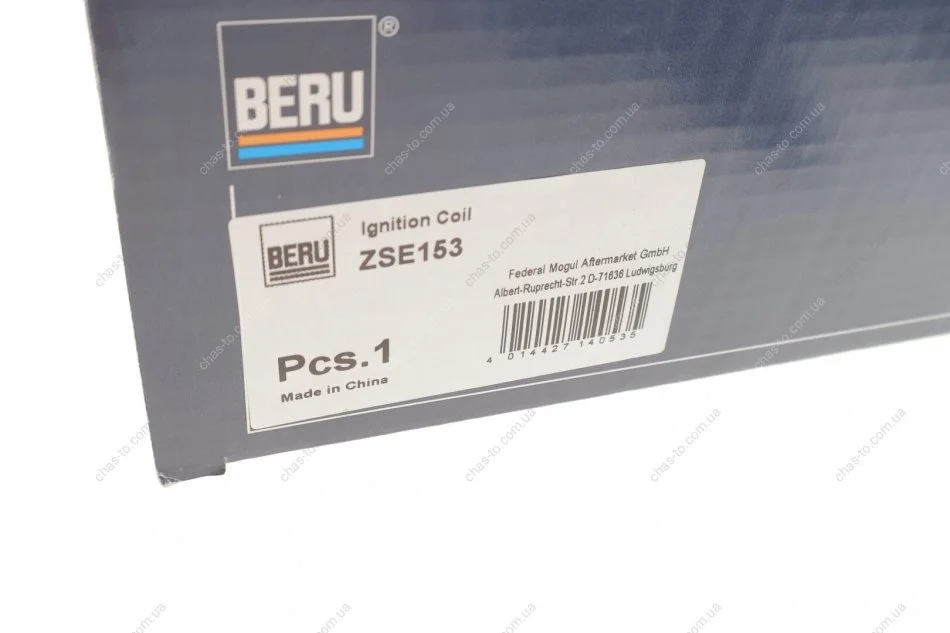 BERU®
BERU
Ignition Coil
ZSE153
Federal Mogul Aftermarket GmbH
Albert-Ruprecht-Str.2 D-71636 Ludwigsburg
4 014427 140535
Pcs.1
Made in China
chas-to.com.ua